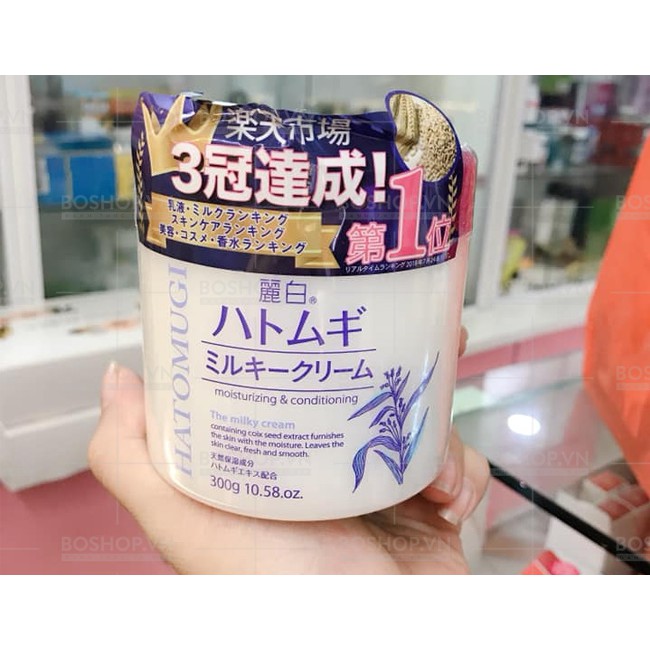 楽天市場
3冠達成!
乳液・ミルクランキング
スキンケアランキング
美容・コスメ・香水ランキング
第1位
HATOMUGI
麗白®
ハトムギ
ミルキークリーム
moisturizing & conditioning
The milky cream
containing coix seed extract furnishes
the skin with the moisture. Leaves the
skin clear, fresh and smooth.
天然保湿成分
ハトムギエキス配合
300g 10.58.oz.
BOSHOP.VN